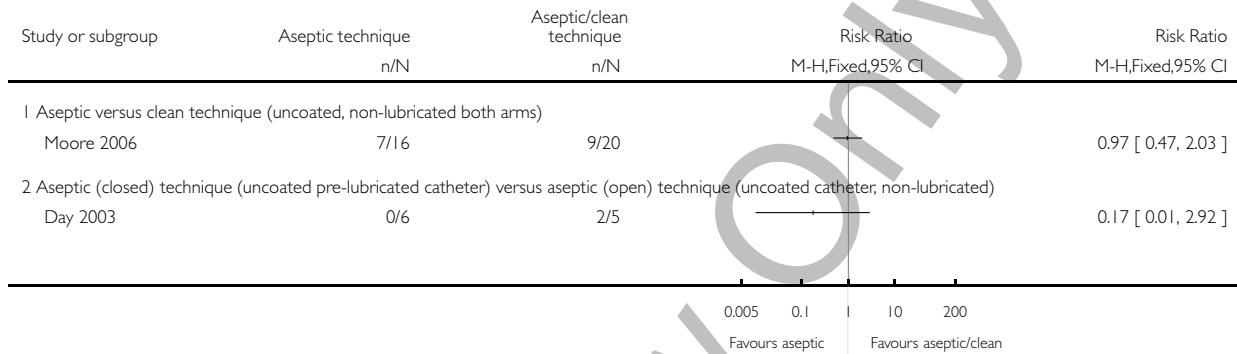 Study or subgroup Aseptic technique Aseptic/clean technique Risk Ratio Risk Ratio
n/N n/N M-H,Fixed,95% CI M-H,Fixed,95% CI
1 Aseptic versus clean technique (uncoated, non-lubricated both arms)
Moore 2006 7/16 9/20 0.97 [ 0.47, 2.03 ]
2 Aseptic (closed) technique (uncoated pre-lubricated catheter) versus aseptic (open) technique (uncoated catheter, non-lubricated)
Day 2003 0/6 2/5 0.17 [ 0.01, 2.92 ]
0.005 0.1 1 10 200
Favours aseptic Favours aseptic/clean
Only